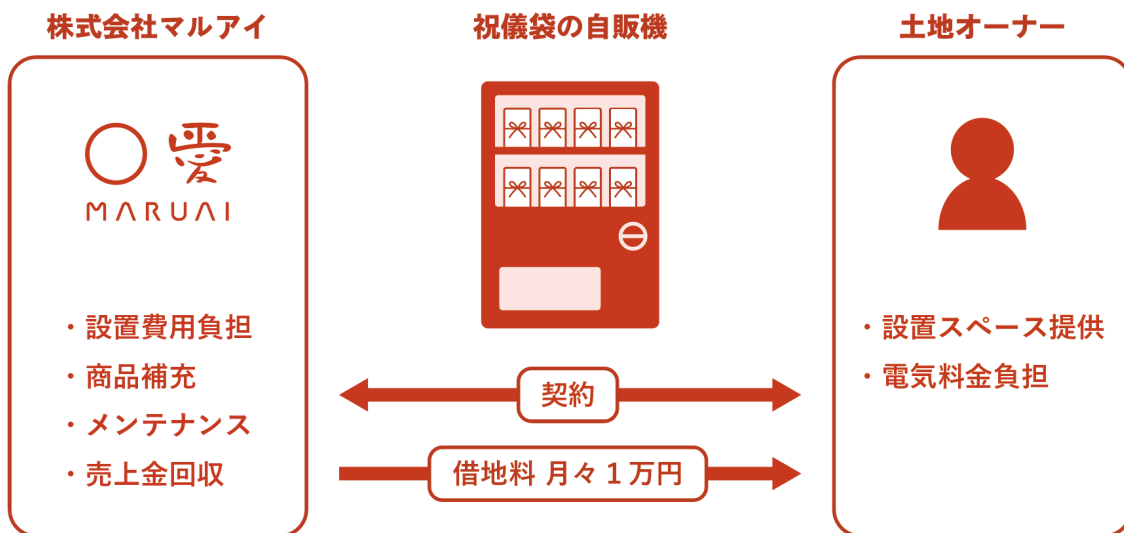 株式会社マルアイ
祝儀袋の自販機
土地オーナー
〇愛
MARUAI
・設置費用負担
・商品補充
・メンテナンス
・売上金回収
契約
借地料 月々1万円
・設置スペース提供
・電気料金負担